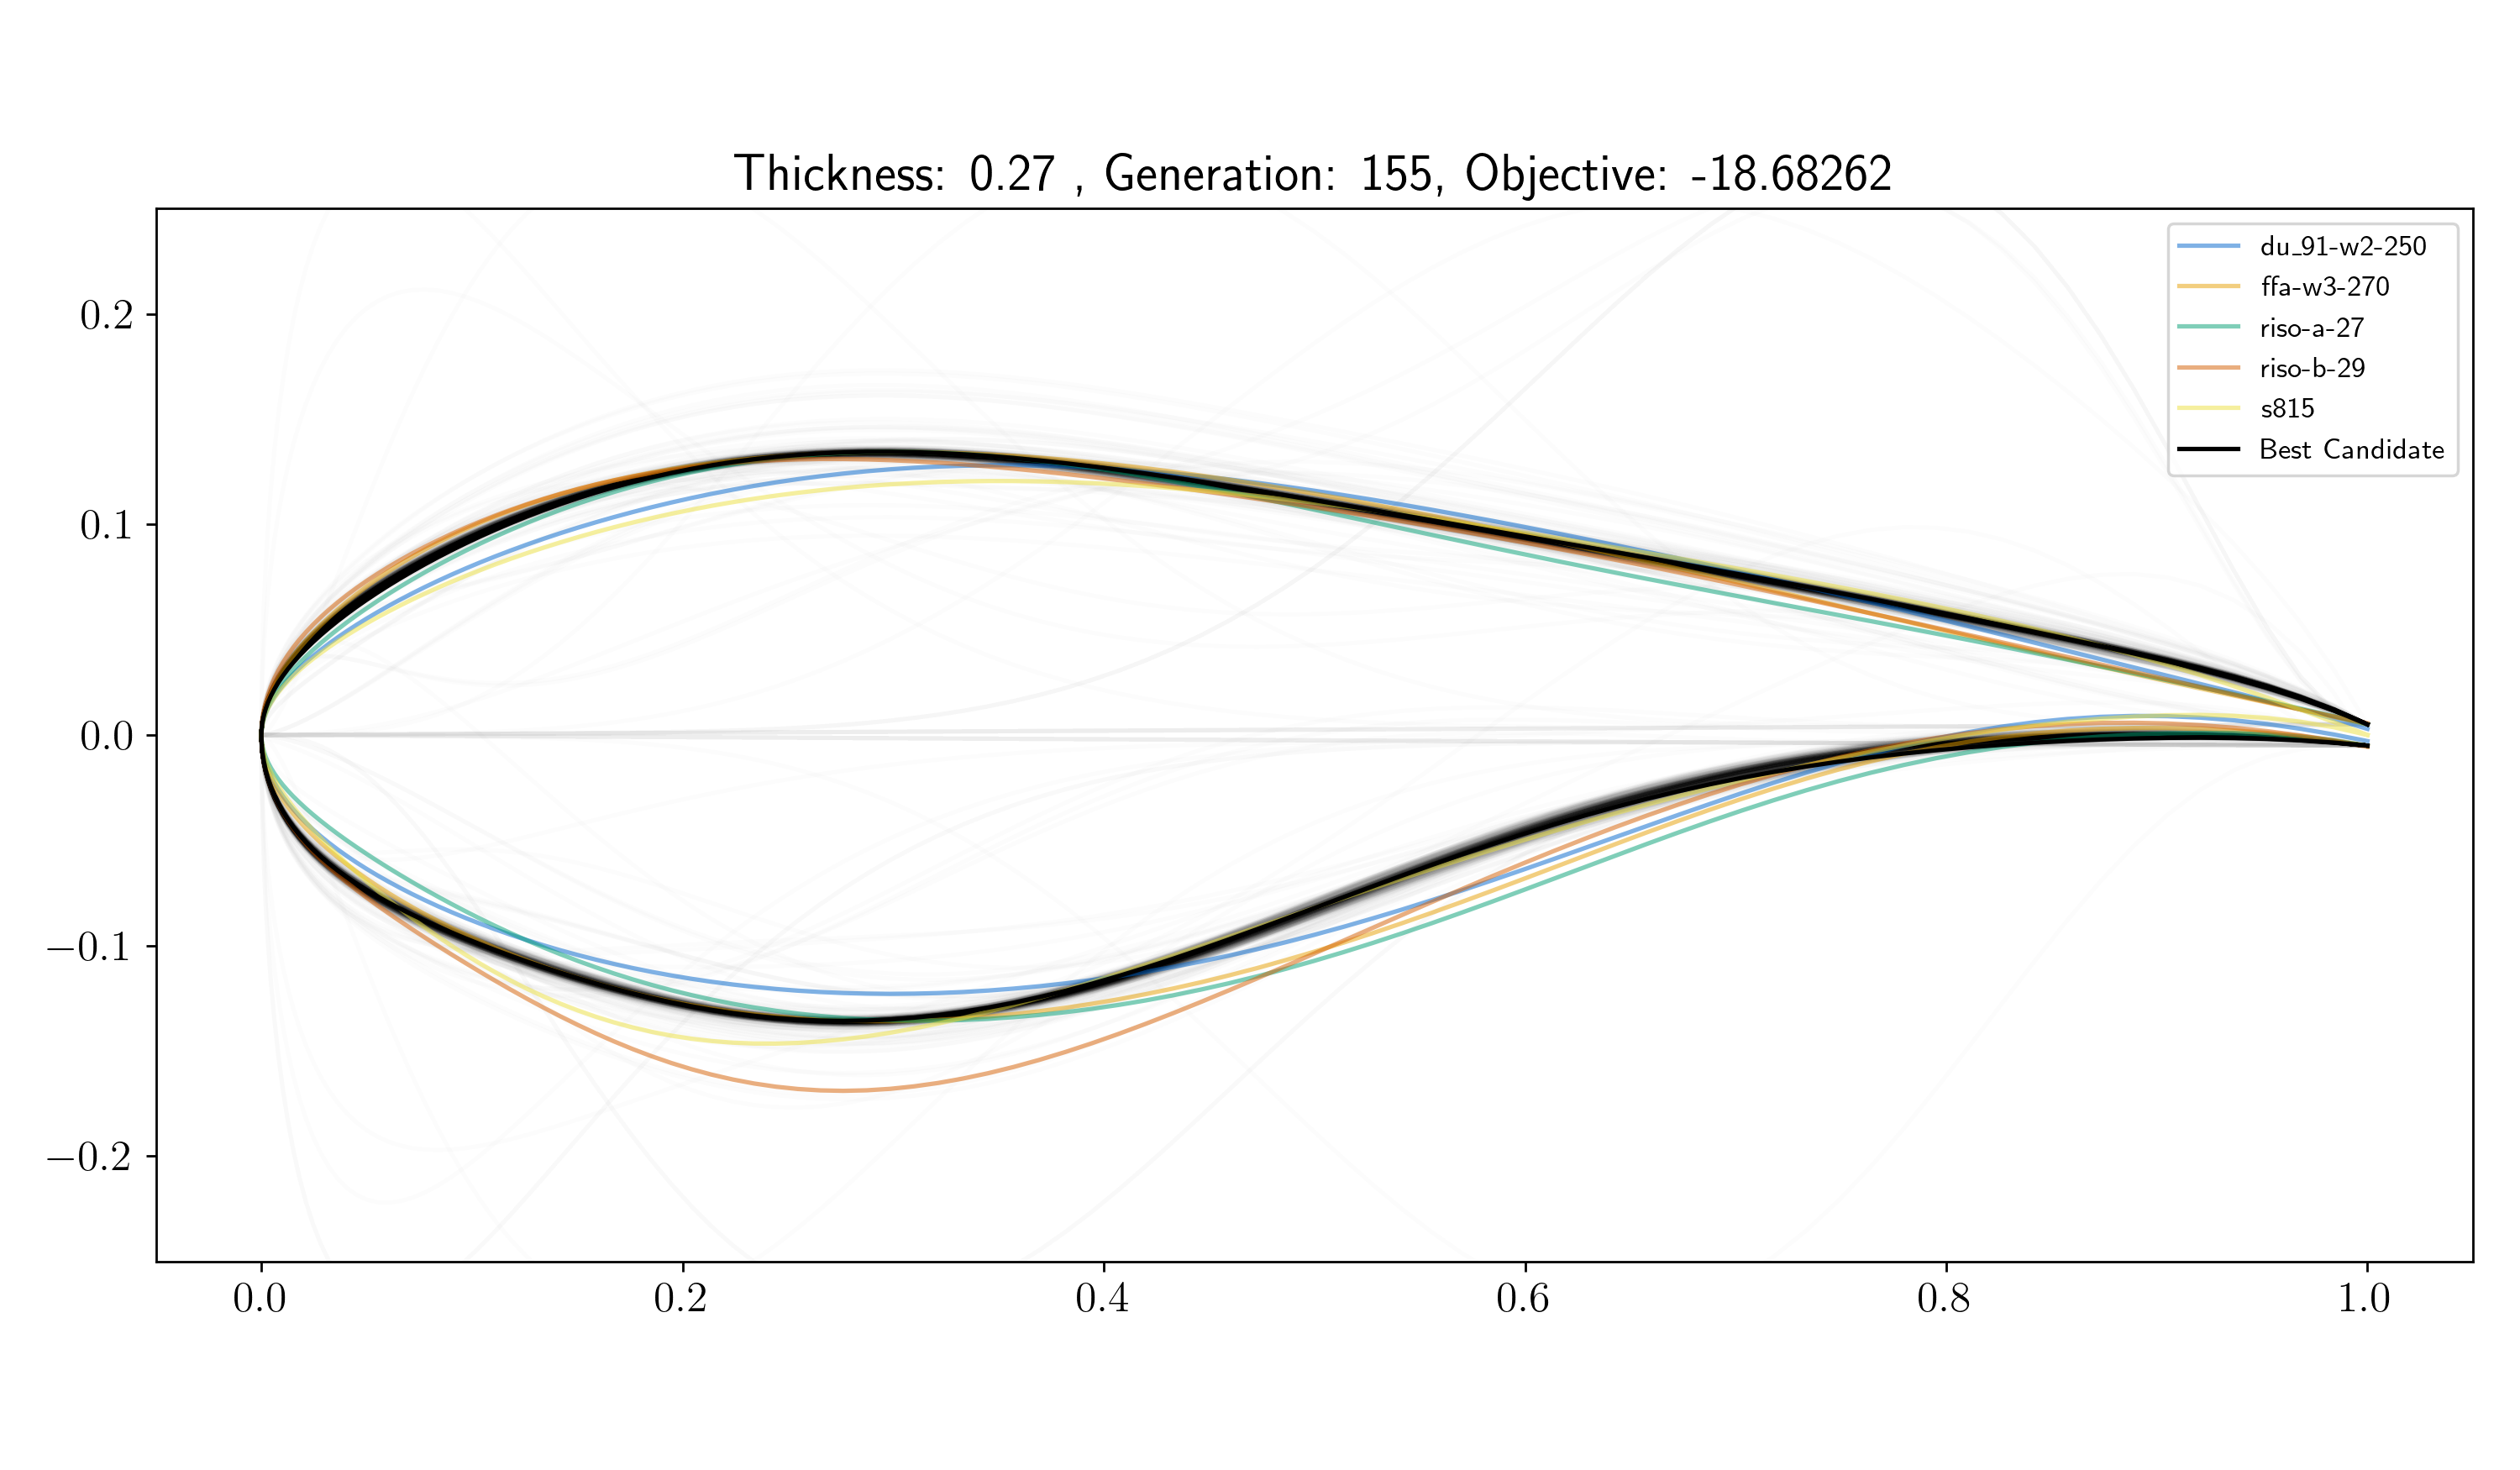 Thickness: 0.27 , Generation: 155, Objective: -18.68262
du_91-w2-250
ffa-w3-270
riso-a-27
riso-b-29
s815
Best Candidate
0.2
0.1
0.0
−0.1
−0.2
0.0 0.2 0.4 0.6 0.8 1.0